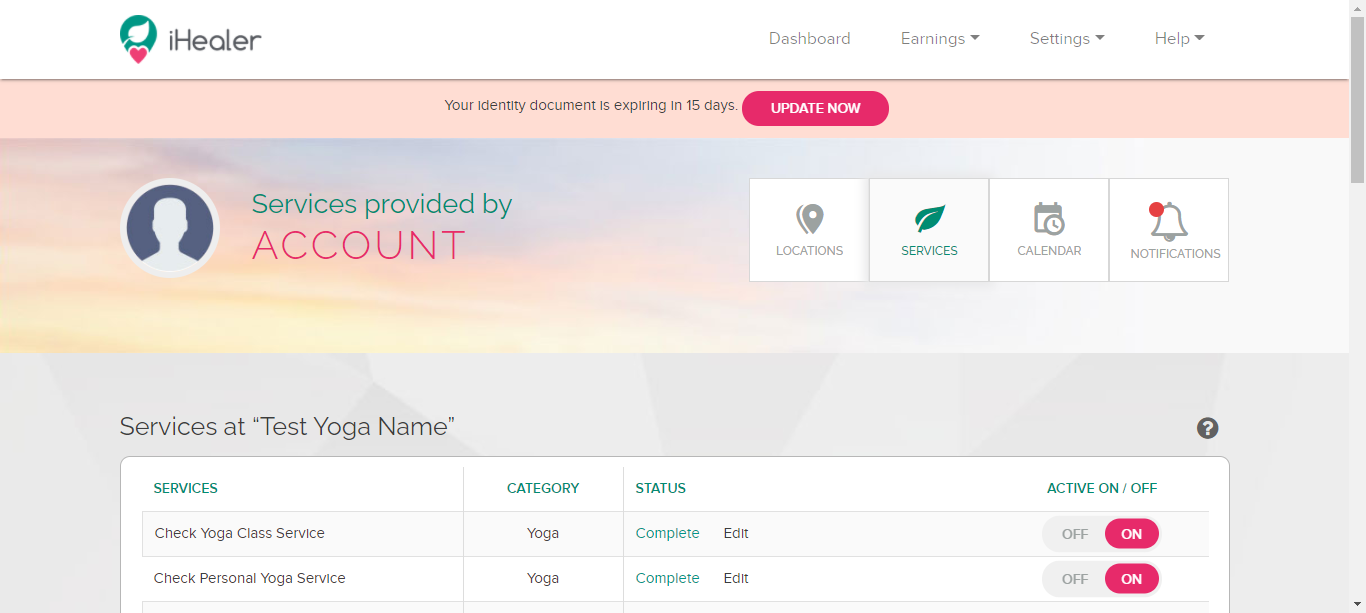 iHealer
Dashboard Earnings Settings Help
Your identity document is expiring in 15 days. UPDATE NOW
Services provided by
ACCOUNT
LOCATIONS SERVICES CALENDAR NOTIFICATIONS
Services at “Test Yoga Name”
?
SERVICES CATEGORY STATUS ACTIVE ON / OFF
Check Yoga Class Service Yoga Complete Edit OFF ON
Check Personal Yoga Service Yoga Complete Edit OFF ON